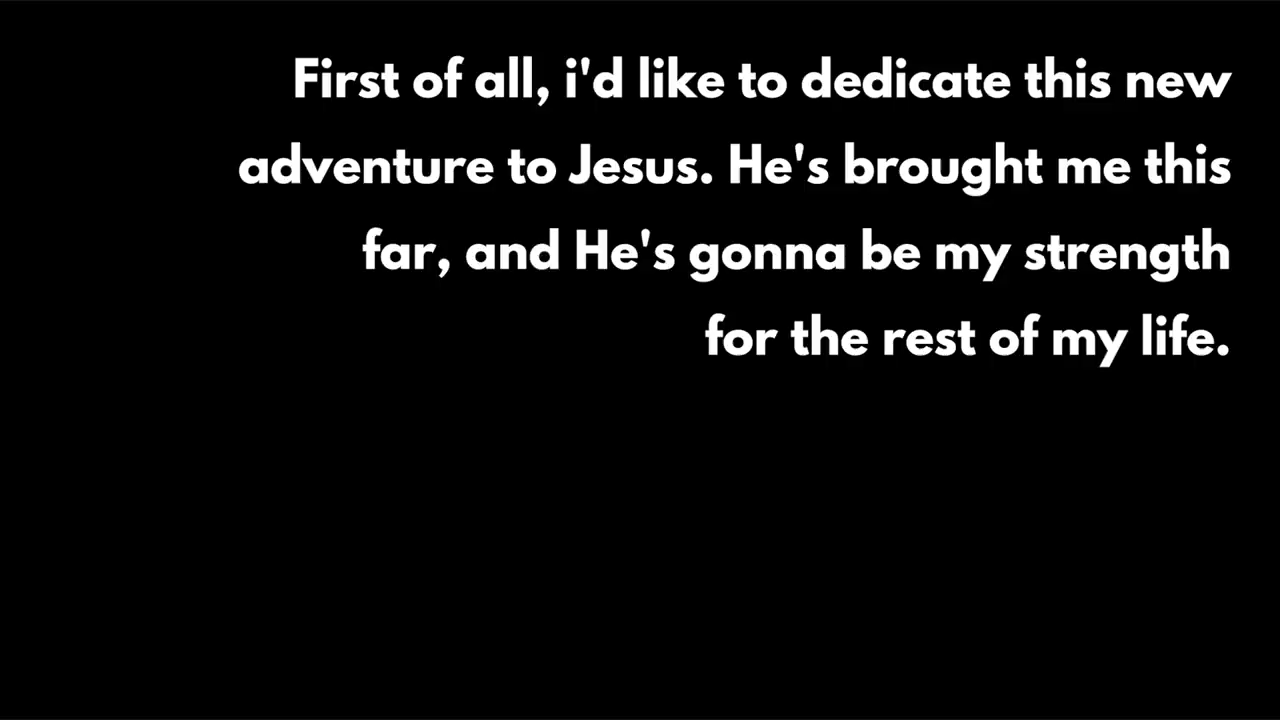 First of all, i'd like to dedicate this new
adventure to Jesus. He's brought me this
far, and He's gonna be my strength
for the rest of my life.